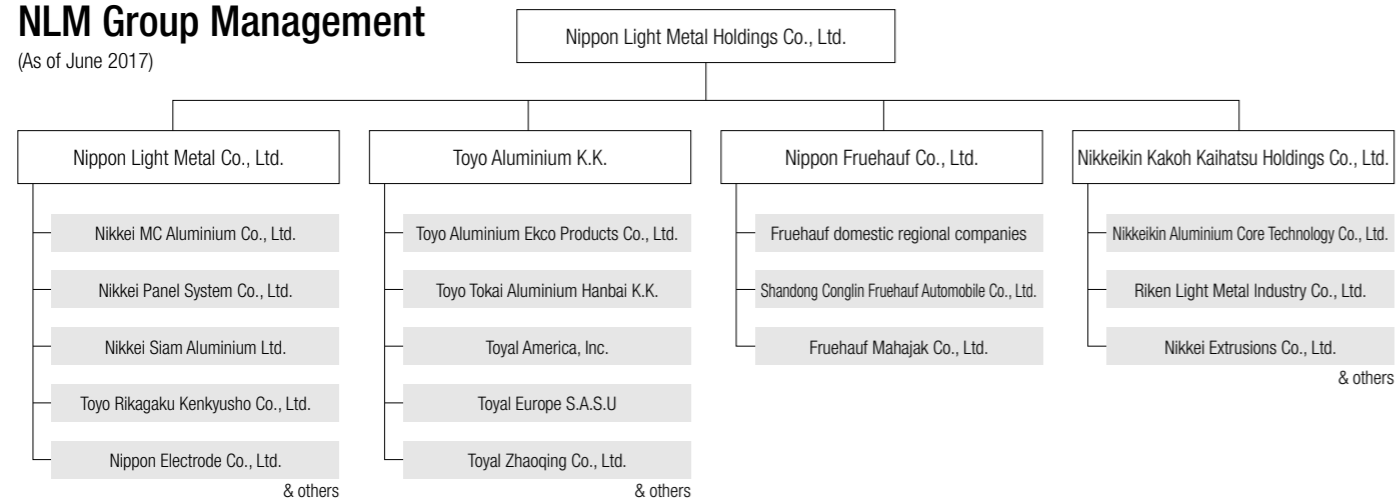 NLM Group Management
(As of June 2017)
Nippon Light Metal Holdings Co., Ltd.
Nippon Light Metal Co., Ltd.
Nikkei MC Aluminium Co., Ltd.
Nikkei Panel System Co., Ltd.
Nikkei Siam Aluminium Ltd.
Toyo Rikagaku Kenkyusho Co., Ltd.
Nippon Electrode Co., Ltd.
& others
Toyo Aluminium K.K.
Toyo Aluminium Ekco Products Co., Ltd.
Toyo Tokai Aluminium Hanbai K.K.
Toyal America, Inc.
Toyal Europe S.A.S.U
Toyal Zhaoqing Co., Ltd.
& others
Nippon Fruehauf Co., Ltd.
Fruehauf domestic regional companies
Shandong Conglin Fruehauf Automobile Co., Ltd.
Fruehauf Mahajak Co., Ltd.
Nikkeikin Kakoh Kaihatsu Holdings Co., Ltd.
Nikkeikin Aluminium Core Technology Co., Ltd.
Riken Light Metal Industry Co., Ltd.
Nikkei Extrusions Co., Ltd.
& others